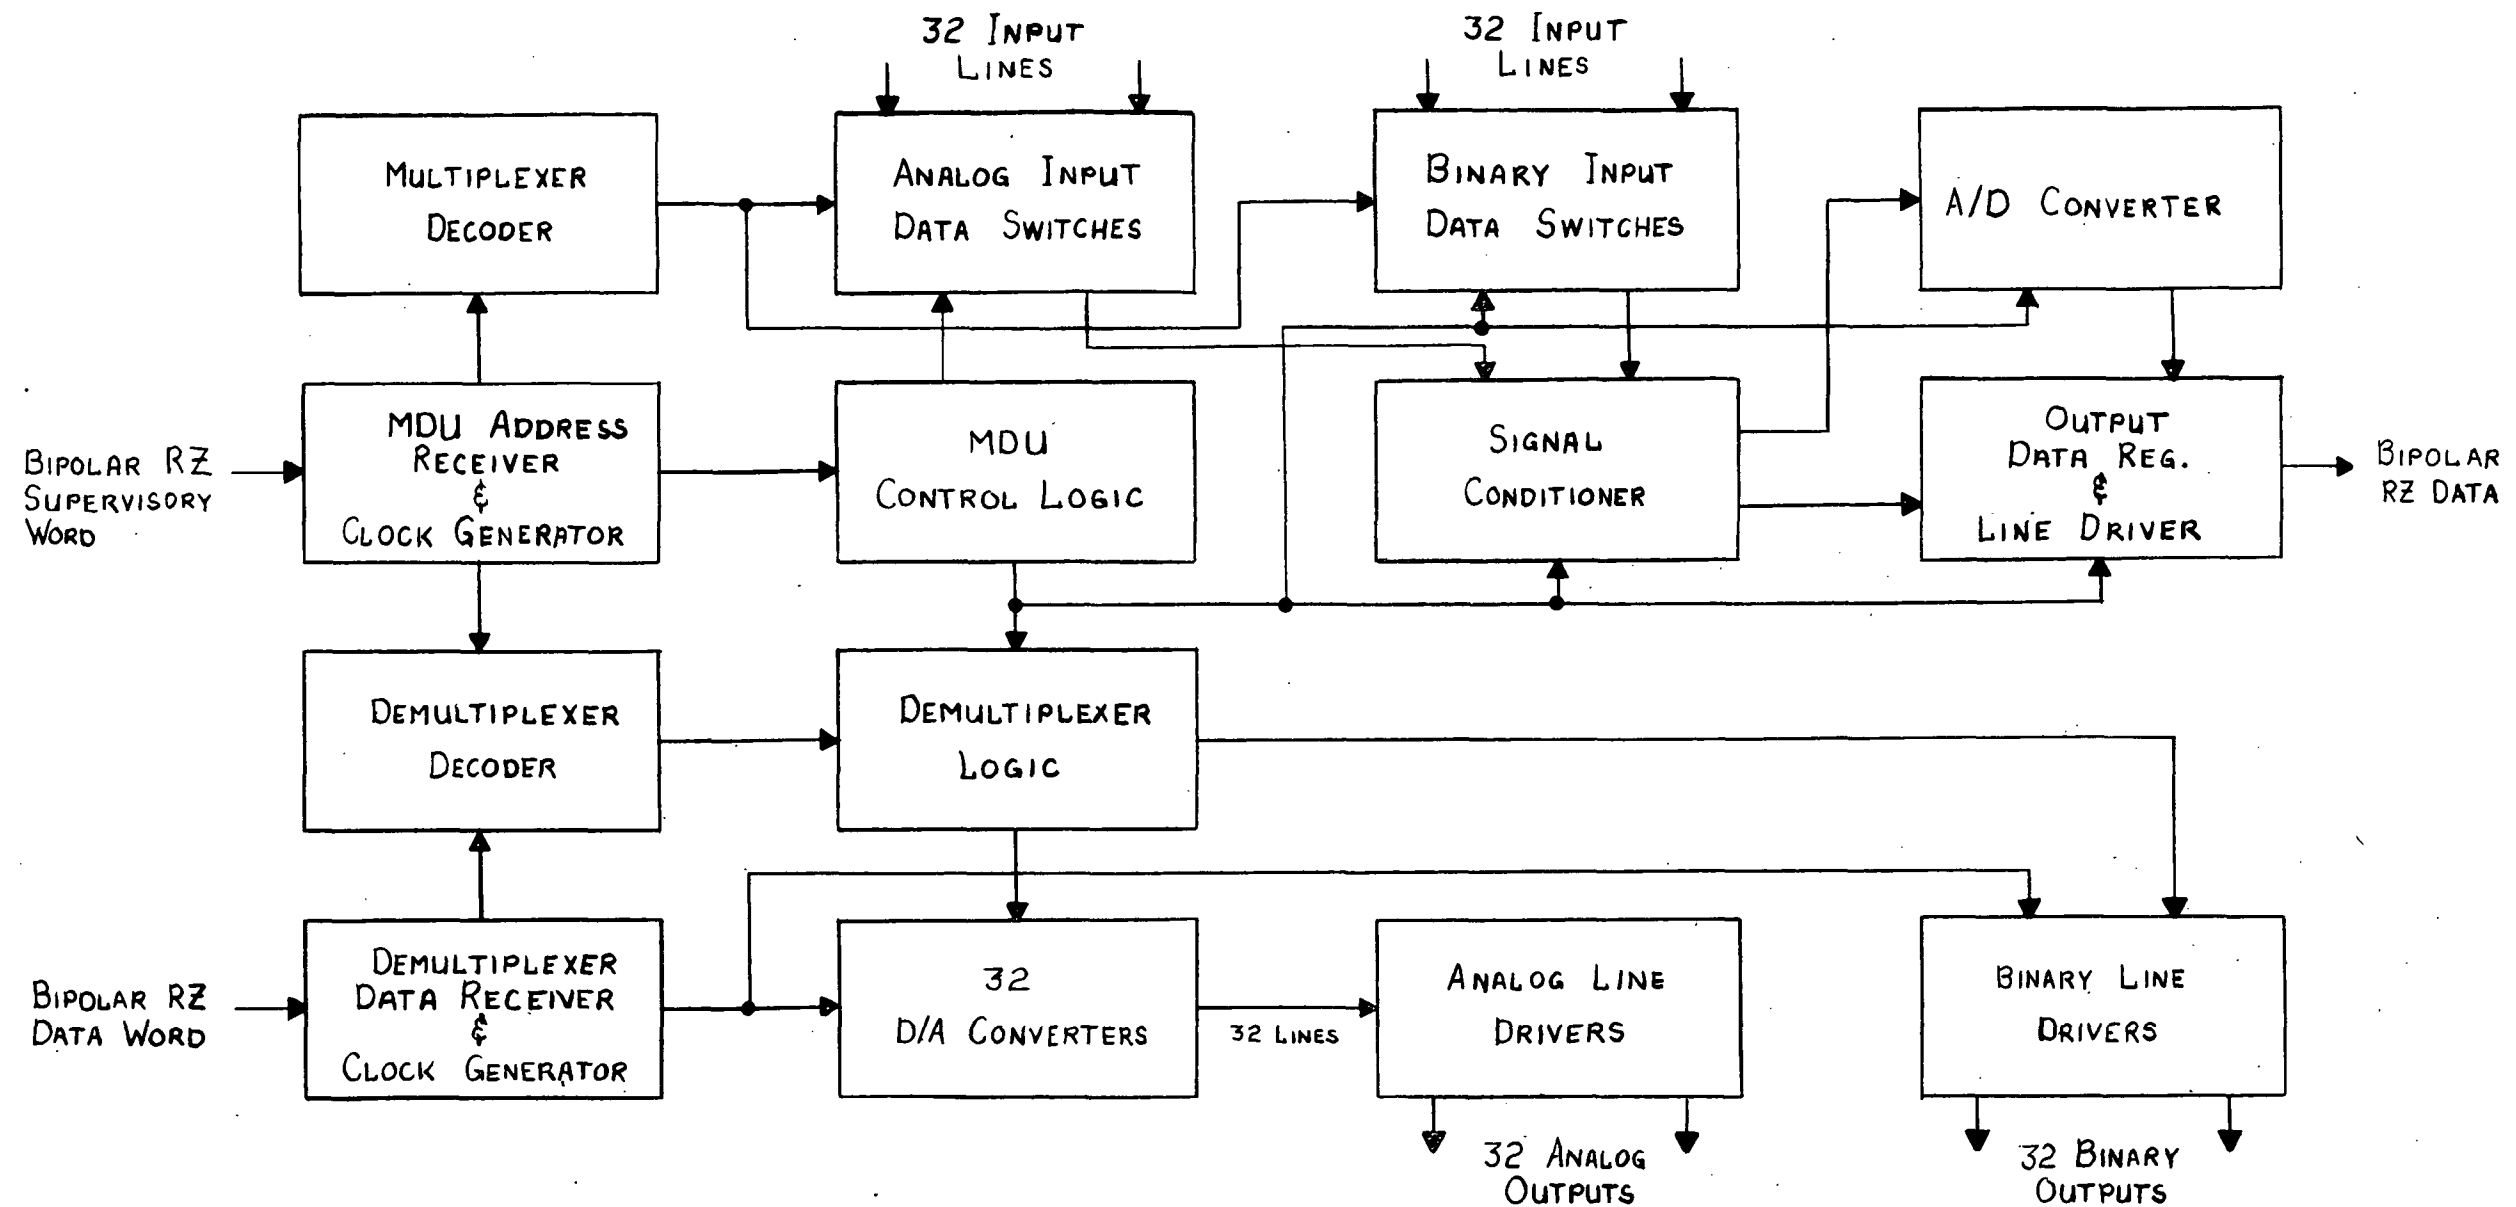 32 INPUT
LINES
32 INPUT
LINES
MULTIPLEXER
DECODER
ANALOG INPUT
DATA SWITCHES
BINARY INPUT
DATA SWITCHES
A/D CONVERTER
BIPOLAR RZ
SUPERVISORY
WORD
MDU ADDRESS
RECEIVER
&
CLOCK GENERATOR
MDU
CONTROL LOGIC
SIGNAL
CONDITIONER
OUTPUT
DATA REG.
&
LINE DRIVER
BIPOLAR
RZ DATA
DEMULTIPLEXER
DECODER
DEMULTIPLEXER
LOGIC
BIPOLAR RZ
DATA WORD
DEMULTIPLEXER
DATA RECEIVER
&
CLOCK GENERATOR
32
D/A CONVERTERS
32 LINES
ANALOG LINE
DRIVERS
BINARY LINE
DRIVERS
32 ANALOG
OUTPUTS
32 BINARY
OUTPUTS